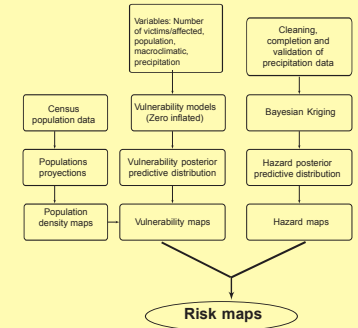 Variables: Number
of victims/affected,
population,
macroclimatic,
precipitation
Cleaning,
completion and
validation of
precipitation data
Census
population data
Vulnerability models
(Zero inflated)
Bayesian Kriging
Populations
proyections
Vulnerability posterior
predictive distribution
Hazard posterior
predictive distribution
Population
density maps
Vulnerability maps
Hazard maps
Risk maps